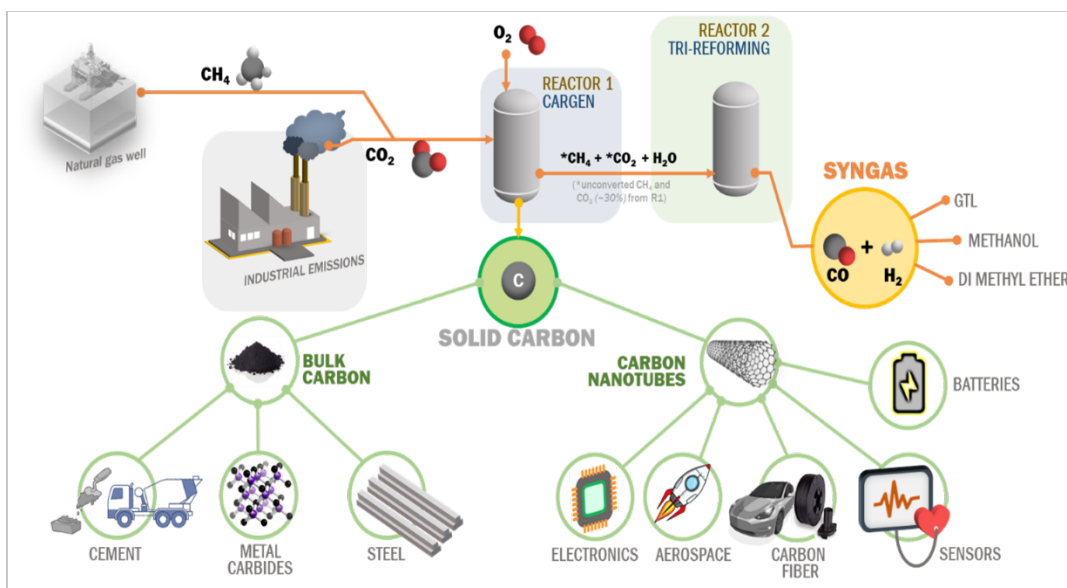 O₂
REACTOR 2
TRI-REFORMING
CH₄
REACTOR 1
CARGEN
Natural gas well
CO₂
*CH₄ + *CO₂ + H₂O
(*unconverted CH₄ and
CO₂ (~30%) from R1)
SYNGAS
GTL
METHANOL
DI METHYL ETHER
CO
+
H₂
INDUSTRIAL EMISSIONS
C
SOLID CARBON
BULK
CARBON
CARBON
NANOTUBES
BATTERIES
CEMENT
METAL
CARBIDES
STEEL
ELECTRONICS
AEROSPACE
CARBON
FIBER
SENSORS